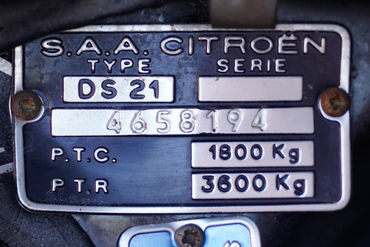 S.A.A. CITROËN
TYPE SERIE
DS 21
4658194
P.T.C. 1800 Kg
P.T.R 3600 Kg